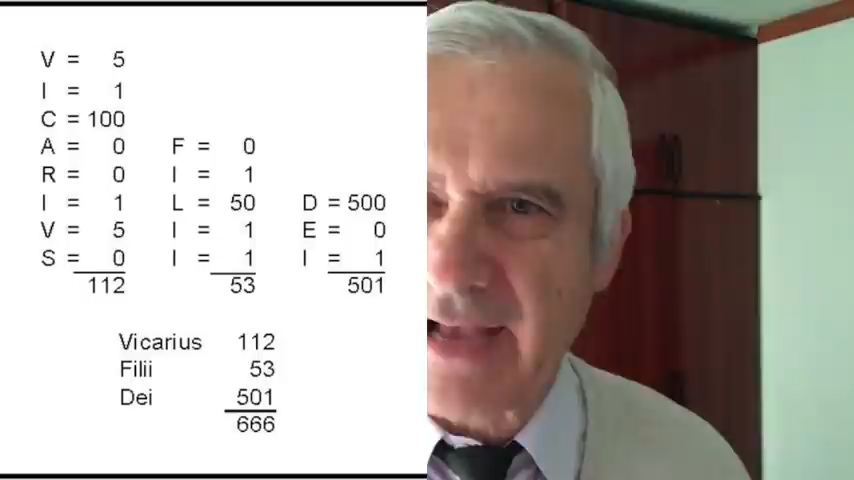 V = 5
I = 1
C = 100
A = 0 F = 0
R = 0 I = 1
I = 1 L = 50 D = 500
V = 5 I = 1 E = 0
S = 0 I = 1 I = 1
112 53 501
Vicarius 112
Filii 53
Dei 501
666